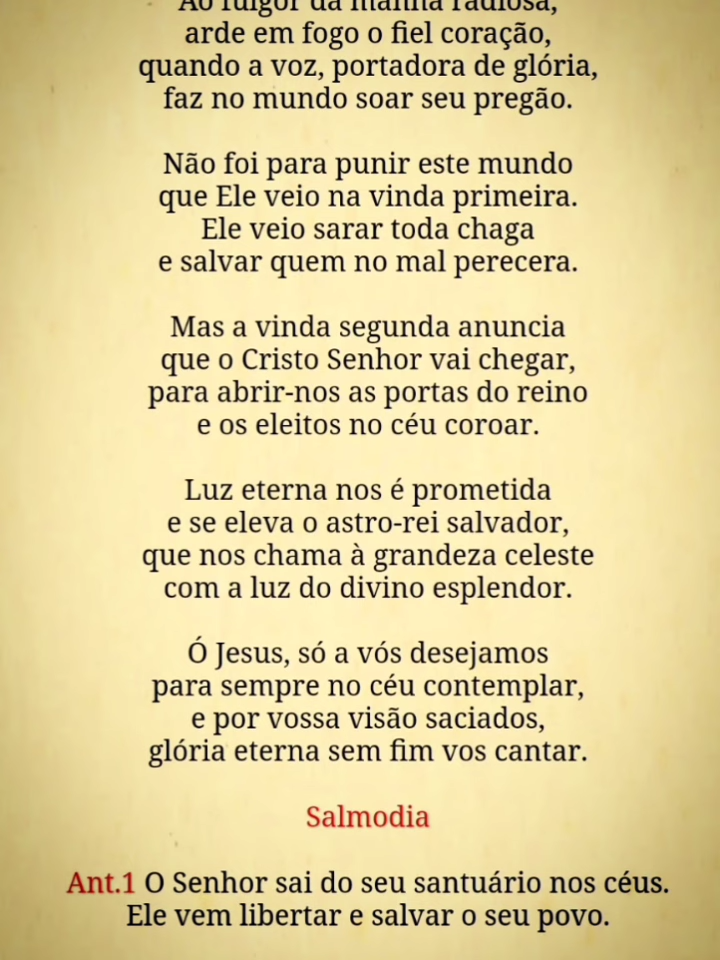 Ao fulgor da manhã radiosa,
arde em fogo o fiel coração,
quando a voz, portadora de glória,
faz no mundo soar seu pregão.
Não foi para punir este mundo
que Ele veio na vinda primeira.
Ele veio sarar toda chaga
e salvar quem no mal perecera.
Mas a vinda segunda anuncia
que o Cristo Senhor vai chegar,
para abrir-nos as portas do reino
e os eleitos no céu coroar.
Luz eterna nos é prometida
e se eleva o astro-rei salvador,
que nos chama à grandeza celeste
com a luz do divino esplendor.
Ó Jesus, só a vós desejamos
para sempre no céu contemplar,
e por vossa visão saciados,
glória eterna sem fim vos cantar.
Salmodia
Ant.1 O Senhor sai do seu santuário nos céus.
Ele vem libertar e salvar o seu povo.